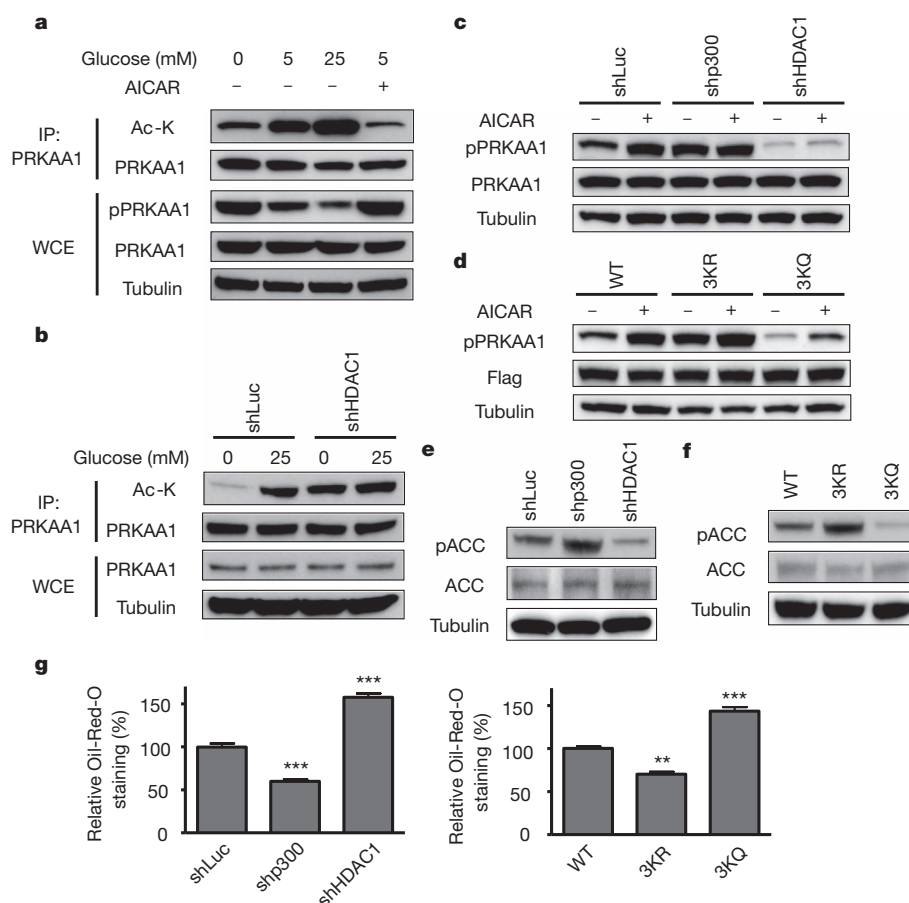 a
Glucose (mM) 0 5 25 5
AICAR – – – +
IP: PRKAA1
Ac-K
PRKAA1
WCE
pPRKAA1
PRKAA1
Tubulin
b
shLuc shHDAC1
Glucose (mM) 0 25 0 25
IP: PRKAA1
Ac-K
PRKAA1
WCE
PRKAA1
Tubulin
c
shLuc shp300 shHDAC1
AICAR – + – + – +
pPRKAA1
PRKAA1
Tubulin
d
WT 3KR 3KQ
AICAR – + – + – +
pPRKAA1
Flag
Tubulin
e
shLuc shp300 shHDAC1
pACC
ACC
Tubulin
f
WT 3KR 3KQ
pACC
ACC
Tubulin
g
Relative Oil-Red-O staining (%)
150
100
50
0
*** ***
shLuc shp300 shHDAC1
Relative Oil-Red-O staining (%)
150
100
50
0
** ***
WT 3KR 3KQ